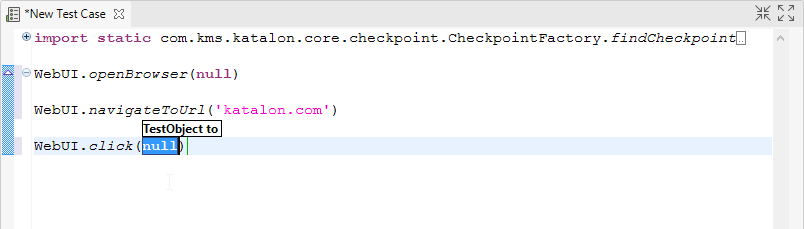 *New Test Case
import static com.kms.katalon.core.checkpoint.CheckpointFactory.findCheckpoint..
WebUI.openBrowser(null)
WebUI.navigateToUrl('katalon.com')
TestObject to
WebUI.click(null)